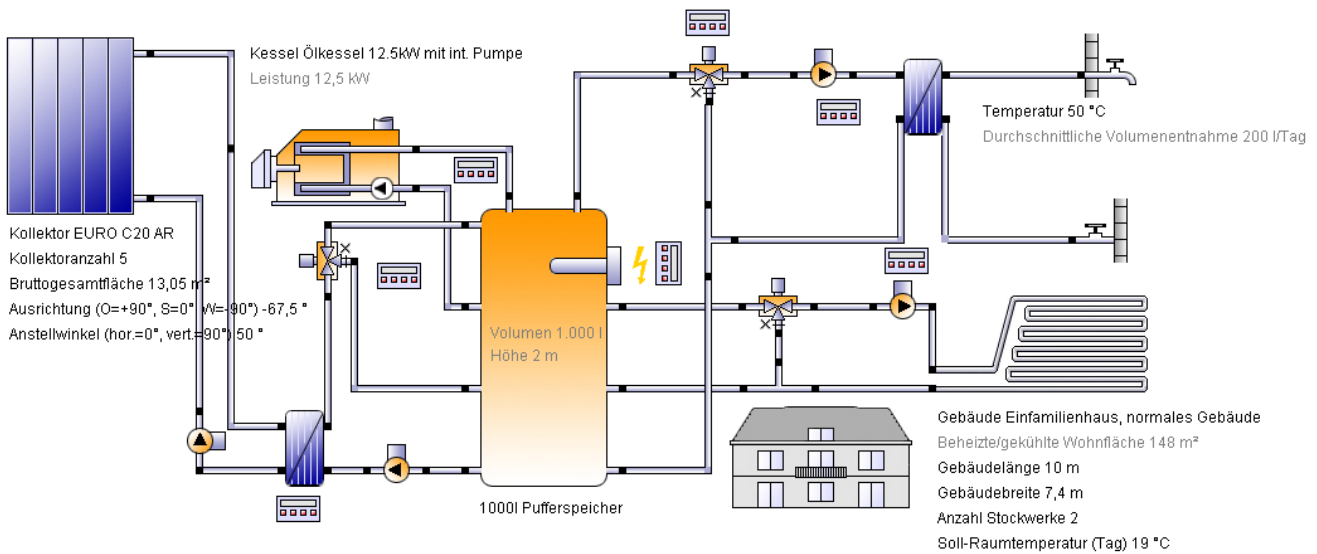 Kessel Ölkessel 12.5kW mit int. Pumpe
Leistung 12,5 kW
Temperatur 50 °C
Durchschnittliche Volumenentnahme 200 l/Tag
Kollektor EURO C20 AR
Kollektoranzahl 5
Bruttogesamtfläche 13,05 m²
Ausrichtung (O=+90°, S=0°, W=-90°) -67,5 °
Anstellwinkel (hor.=0°, vert.=90°) 50 °
Volumen 1.000 l
Höhe 2 m
1000l Pufferspeicher
Gebäude Einfamilienhaus, normales Gebäude
Beheizte/gekühlte Wohnfläche 148 m²
Gebäudelänge 10 m
Gebäudebreite 7,4 m
Anzahl Stockwerke 2
Soll-Raumtemperatur (Tag) 19 °C